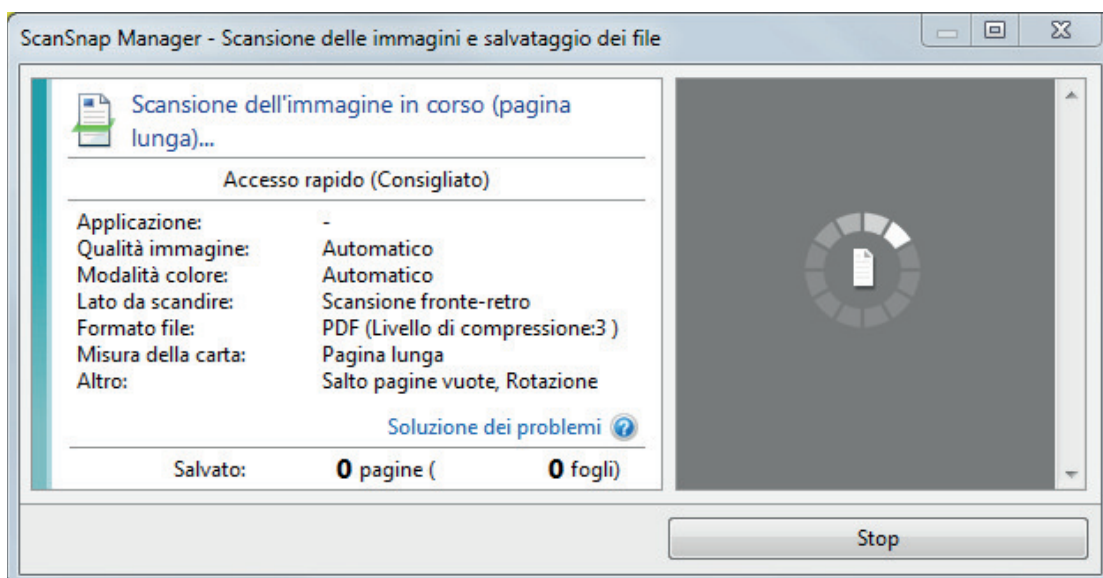 ScanSnap Manager - Scansione delle immagini e salvataggio dei file
Scansione dell'immagine in corso (pagina
lunga)...
Accesso rapido (Consigliato)
Applicazione: -
Qualità immagine: Automatico
Modalità colore: Automatico
Lato da scandire: Scansione fronte-retro
Formato file: PDF (Livello di compressione:3 )
Misura della carta: Pagina lunga
Altro: Salto pagine vuote, Rotazione
Soluzione dei problemi
Salvato: 0 pagine ( 0 fogli)
Stop